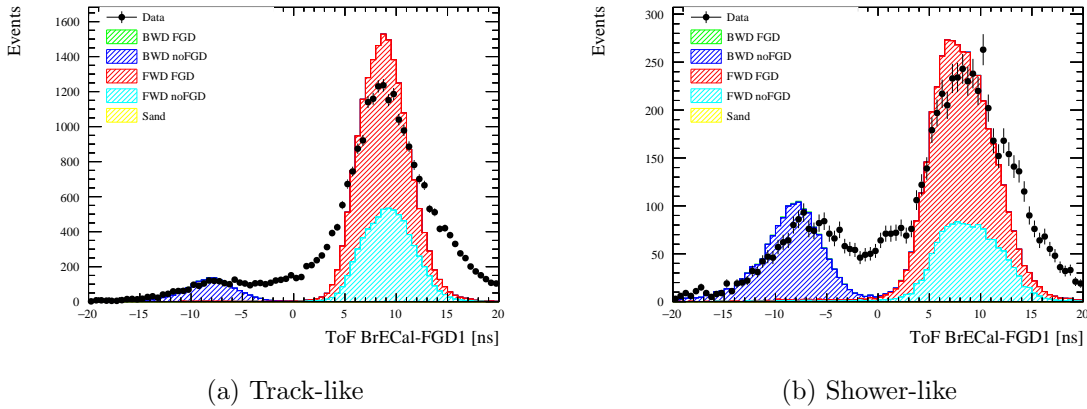 Events
1600
1400
1200
1000
800
600
400
200
0
Data
BWD FGD
BWD noFGD
FWD FGD
FWD noFGD
Sand
−20 −15 −10 −5 0 5 10 15 20
ToF BrECal-FGD1 [ns]
(a) Track-like
Events
300
250
200
150
100
50
0
Data
BWD FGD
BWD noFGD
FWD FGD
FWD noFGD
Sand
−20 −15 −10 −5 0 5 10 15 20
ToF BrECal-FGD1 [ns]
(b) Shower-like